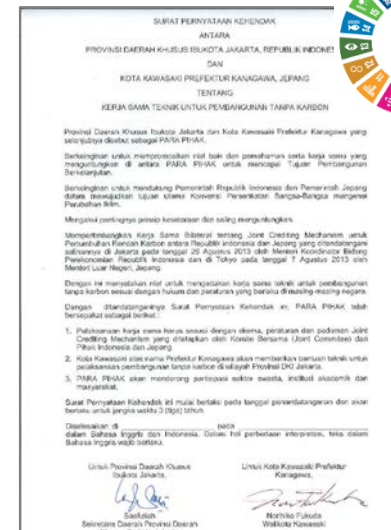 SURAT PERNYATAAN KEHENDAK
ANTARA
PROVINSI DAERAH KHUSUS IBUKOTA JAKARTA, REPUBLIK INDONE
DAN
KOTA KAWASAKI PREFEKTUR KANAGAWA, JEPANG
TENTANG
KERJA SAMA TEKNIK UNTUK PEMBANGUNAN TANPA KARBON
Provinsi Daerah Khusus Ibukota Jakarta dan Kota Kawasaki Prefektur Kanagawa yang
selanjutnya disebut sebagai PARA PIHAK.
Berkeinginan untuk mempromosikan niat baik dan pemahaman serta kerja sama yang
menguntungkan di antara PARA PIHAK untuk mencapai Tujuan Pembangunan
Berkelanjutan.
Berkeinginan untuk mendukung Pemerintah Republik Indonesia dan Pemerintah Jepang
dalam mewujudkan tujuan utama Konvensi Perserikatan Bangsa-Bangsa mengenai
Perubahan Iklim.
Mengakui pentingnya prinsip kesetaraan dan saling menguntungkan.
Mempertimbangkan Kerja Sama Bilateral tentang Joint Crediting Mechanism untuk
Pertumbuhan Rendah Karbon antara Republik Indonesia dan Jepang yang ditandatangani
salinannya di Jakarta pada tanggal 26 Agustus 2013 oleh Menteri Koordinator Bidang
Perekonomian Republik Indonesia dan di Tokyo pada tanggal 7 Agustus 2013 oleh
Menteri Luar Negeri, Jepang.
Dengan ini menyatakan niat untuk mengadakan kerja sama teknik untuk pembangunan
tanpa karbon sesuai dengan hukum dan peraturan yang berlaku di masing-masing negara.
Dengan ditandatanganinya Surat Pernyataan Kehendak ini, PARA PIHAK telah
bersepakat sebagai berikut:
1. Pelaksanaan kerja sama harus sesuai dengan skema, peraturan dan pedoman Joint
Crediting Mechanism yang ditetapkan oleh Komite Bersama (Joint Committee) dari
Pihak Indonesia dan Jepang.
2. Kota Kawasaki atas nama Prefektur Kanagawa akan memberikan bantuan teknik untuk
pelaksanaan pembangunan tanpa karbon di wilayah Provinsi DKI Jakarta.
3. PARA PIHAK akan mendorong partisipasi sektor swasta, institusi akademik dan
masyarakat.
Surat Pernyataan Kehendak ini mulai berlaku pada tanggal penandatanganan dan akan
berlaku untuk jangka waktu 3 (tiga) tahun.
Diselesaikan di pada
dalam Bahasa Inggris dan Indonesia. Dalam hal perbedaan interpretasi, teks dalam
Bahasa Inggris wajib berlaku.
Untuk Provinsi Daerah Khusus
Ibukota Jakarta,
Untuk Kota Kawasaki Prefektur
Kanagawa,
Saefullah
Sekretaris Daerah Provinsi Daerah
Norihiko Fukuda
Walikota Kawasaki